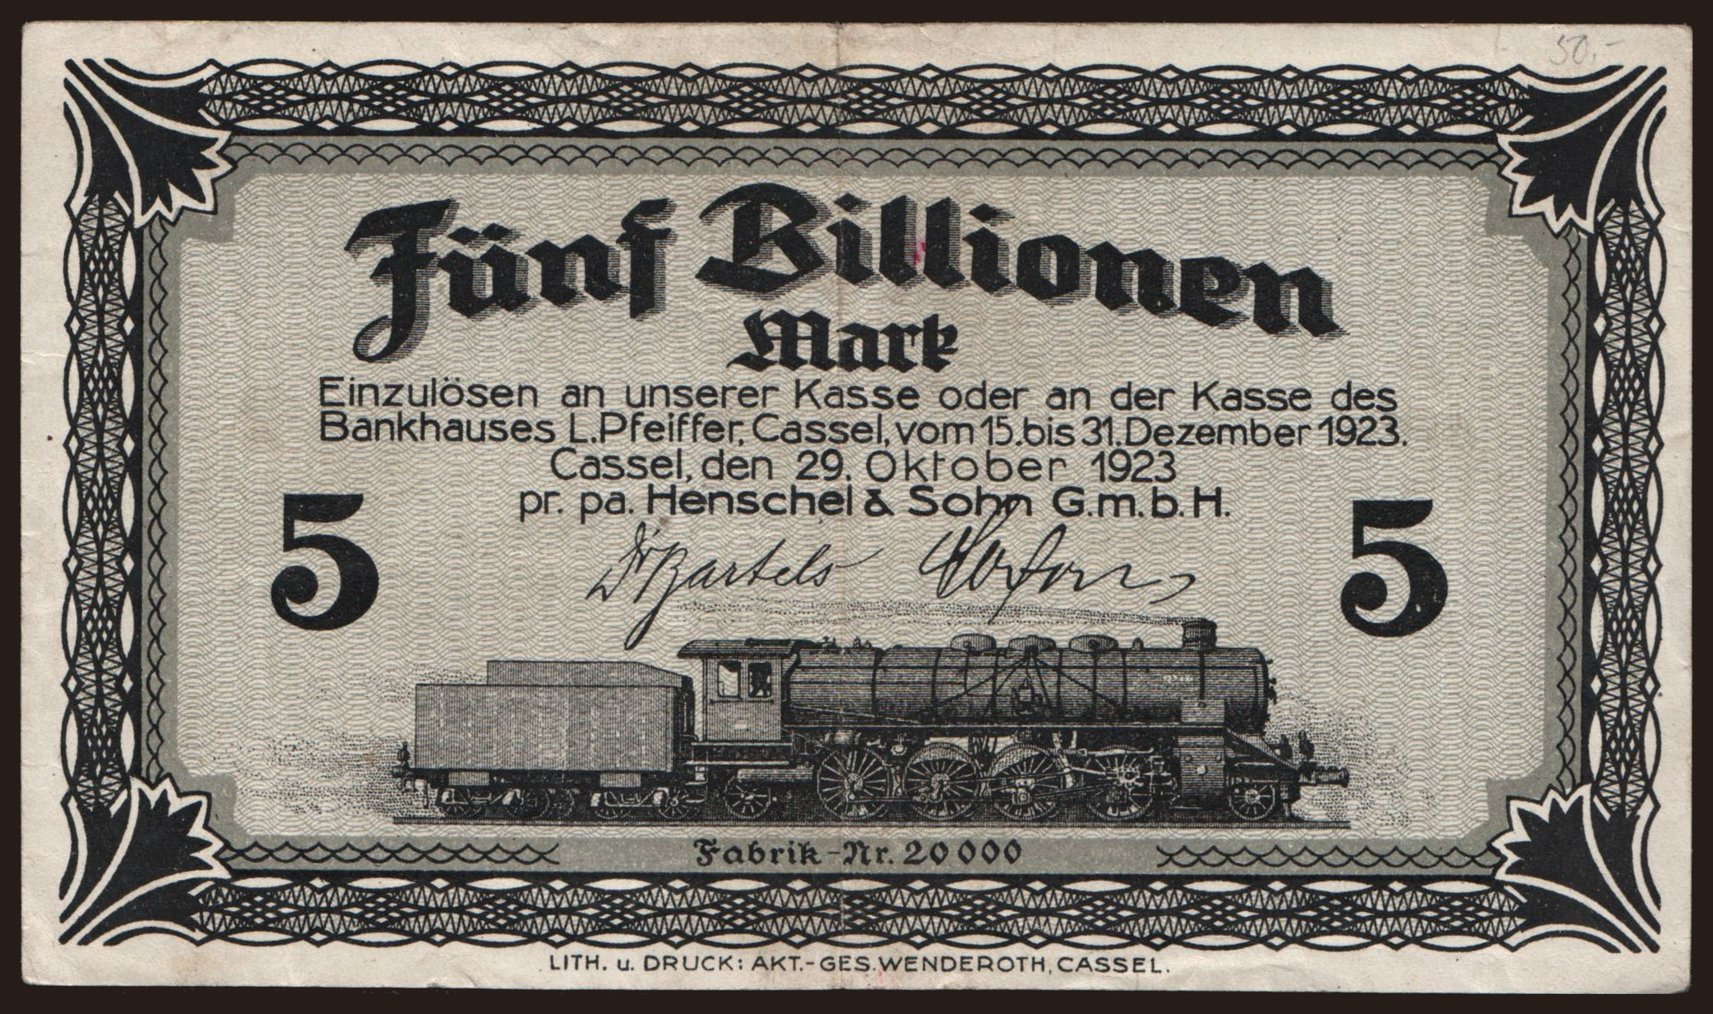 50.-
Fünf Billionen
Mark
Einzulösen an unserer Kasse oder an der Kasse des
Bankhauses L. Pfeiffer, Cassel, vom 15. bis 31. Dezember 1923.
Cassel, den 29. Oktober 1923
pr. pa. Henschel & Sohn G.m.b.H.
5
5
Dr Bartels
Fabrik-Nr. 20000
LITH. u. DRUCK: AKT.-GES. WENDEROTH, CASSEL.